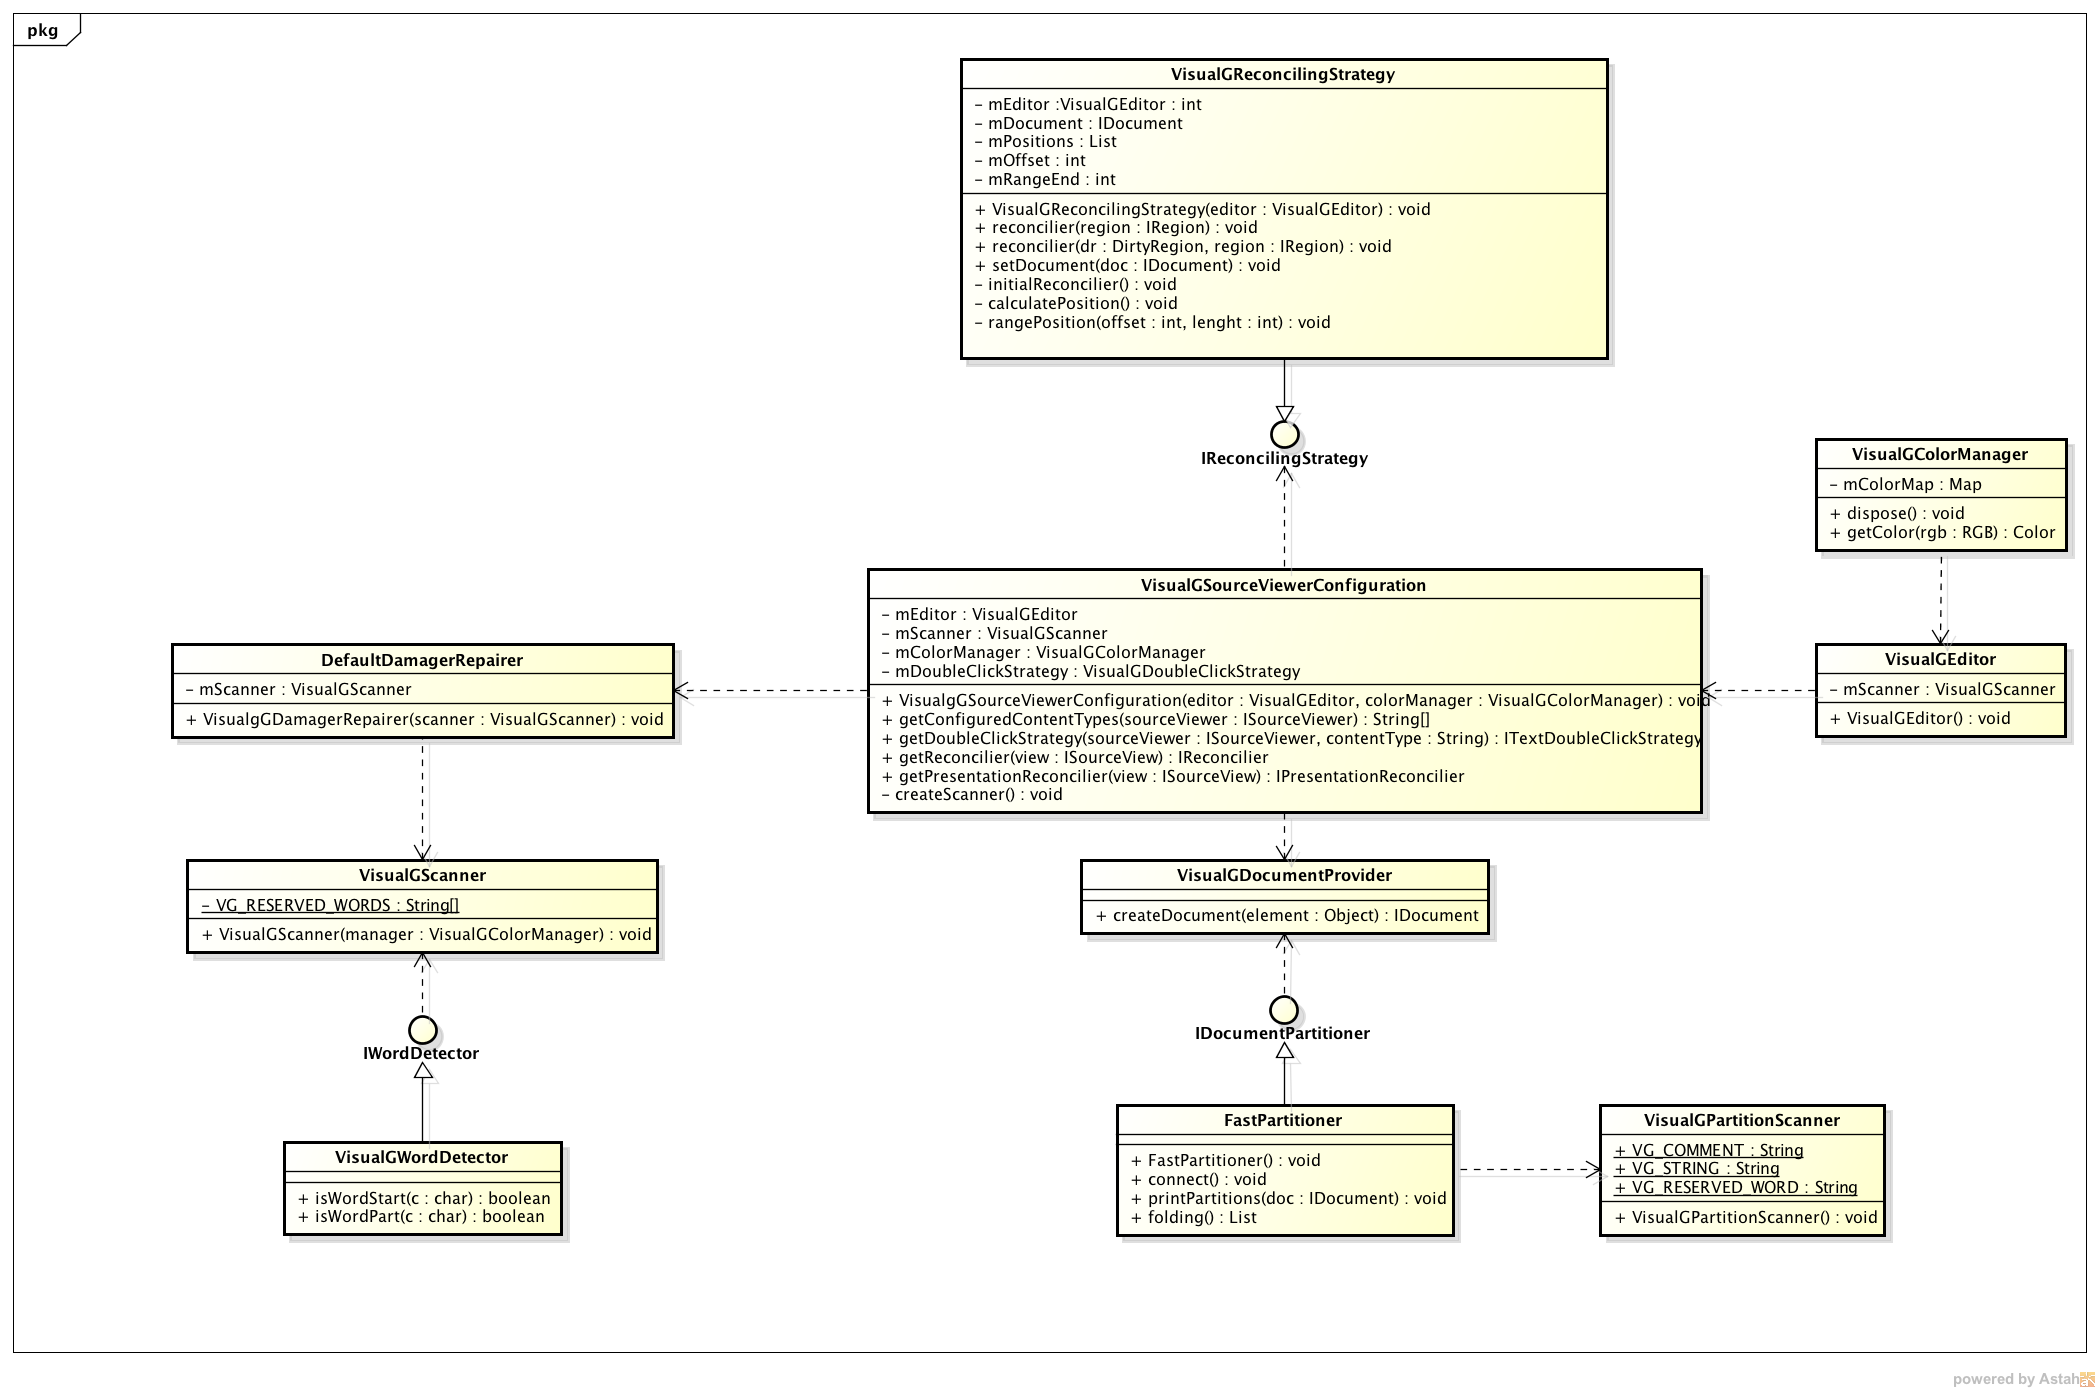 pkg
VisualGReconcilingStrategy
- mEditor :VisualGEditor : int
- mDocument : IDocument
- mPositions : List
- mOffset : int
- mRangeEnd : int
+ VisualGReconcilingStrategy(editor : VisualGEditor) : void
+ reconcilier(region : IRegion) : void
+ reconcilier(dr : DirtyRegion, region : IRegion) : void
+ setDocument(doc : IDocument) : void
- initialReconcilier() : void
- calculatePosition() : void
- rangePosition(offset : int, lenght : int) : void
IReconcilingStrategy
VisualGColorManager
- mColorMap : Map
+ dispose() : void
+ getColor(rgb : RGB) : Color
VisualGSourceViewerConfiguration
- mEditor : VisualGEditor
- mScanner : VisualGScanner
- mColorManager : VisualGColorManager
- mDoubleClickStrategy : VisualGDoubleClickStrategy
+ VisualgGSourceViewerConfiguration(editor : VisualGEditor, colorManager : VisualGColorManager) : void
+ getConfiguredContentTypes(sourceViewer : ISourceViewer) : String[]
+ getDoubleClickStrategy(sourceViewer : ISourceViewer, contentType : String) : ITextDoubleClickStrategy
+ getReconcilier(view : ISourceView) : IReconcilier
+ getPresentationReconcilier(view : ISourceView) : IPresentationReconcilier
- createScanner() : void
DefaultDamagerRepairer
- mScanner : VisualGScanner
+ VisualgGDamagerRepairer(scanner : VisualGScanner) : void
VisualGEditor
- mScanner : VisualGScanner
+ VisualGEditor() : void
VisualGScanner
- VG_RESERVED_WORDS : String[]
+ VisualGScanner(manager : VisualGColorManager) : void
VisualGDocumentProvider
+ createDocument(element : Object) : IDocument
IWordDetector
IDocumentPartitioner
VisualGWordDetector
+ isWordStart(c : char) : boolean
+ isWordPart(c : char) : boolean
FastPartitioner
+ FastPartitioner() : void
+ connect() : void
+ printPartitions(doc : IDocument) : void
+ folding() : List
VisualGPartitionScanner
+ VG_COMMENT : String
+ VG_STRING : String
+ VG_RESERVED_WORD : String
+ VisualGPartitionScanner() : void
powered by Astah